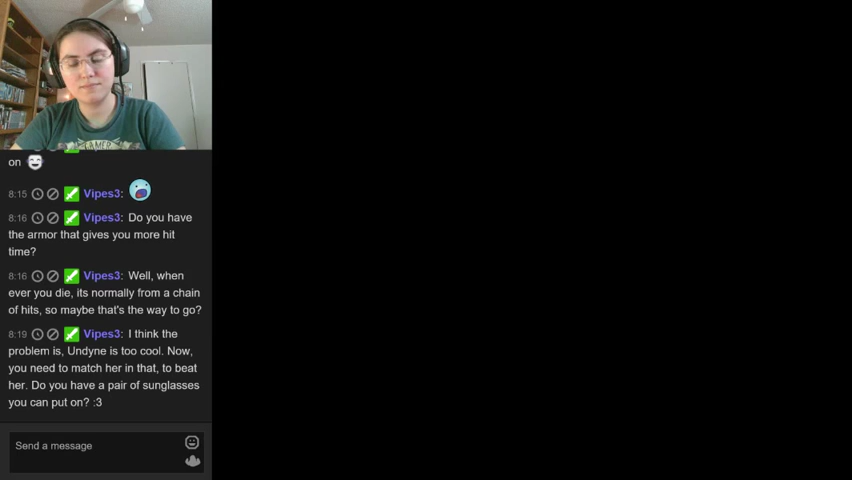 GAMER
on
8:15 Vipes3:
8:16 Vipes3: Do you have
the armor that gives you more hit
time?
8:16 Vipes3: Well, when
ever you die, its normally from a chain
of hits, so maybe that's the way to go?
8:19 Vipes3: I think the
problem is, Undyne is too cool. Now,
you need to match her in that, to beat
her. Do you have a pair of sunglasses
you can put on? :3
Send a message